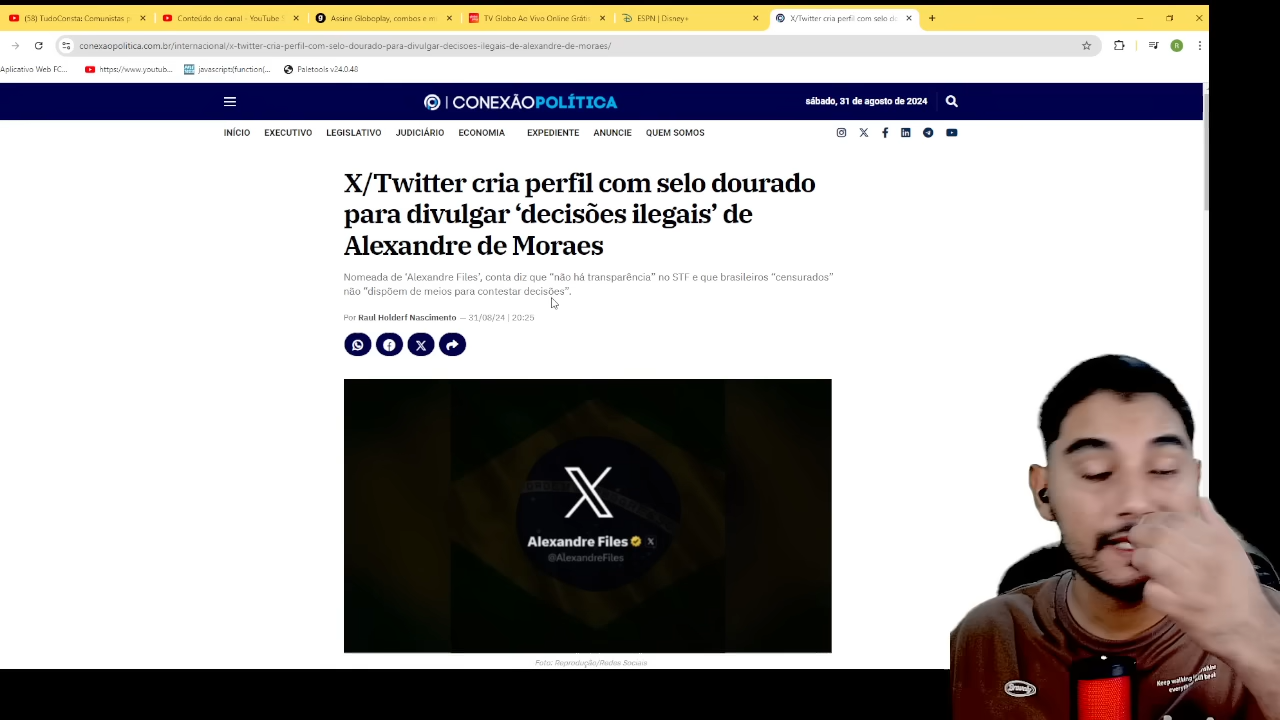 (58) TudoConsta: Comunistas p
Conteúdo do canal - YouTube S
Assine Globoplay, combos e m
TV Globo Ao Vivo Online Grátu
ESPN | Disney+
X/Twitter cria perfil com selo do
conexaopolitica.com.br/internacional/x-twitter-cria-perfil-com-selo-dourado-para-divulgar-decisoes-ilegais-de-alexandre-de-moraes/
R
Aplicativo Web FC...
https://www.youtub...
javascript:(function(...
Paletools v24.0.48
CONEXÃOPOLÍTICA
sábado, 31 de agosto de 2024
INÍCIO EXECUTIVO LEGISLATIVO JUDICIÁRIO ECONOMIA EXPEDIENTE ANUNCIE QUEM SOMOS
X/Twitter cria perfil com selo dourado
para divulgar ‘decisões ilegais’ de
Alexandre de Moraes
Nomeada de ‘Alexandre Files’, conta diz que “não há transparência” no STF e que brasileiros “censurados”
não “dispõem de meios para contestar decisões”.
Por Raul Holderf Nascimento — 31/08/24 | 20:25
Alexandre Files
@AlexandreFiles
Foto: Reprodução/Redes Sociais
Keep walking